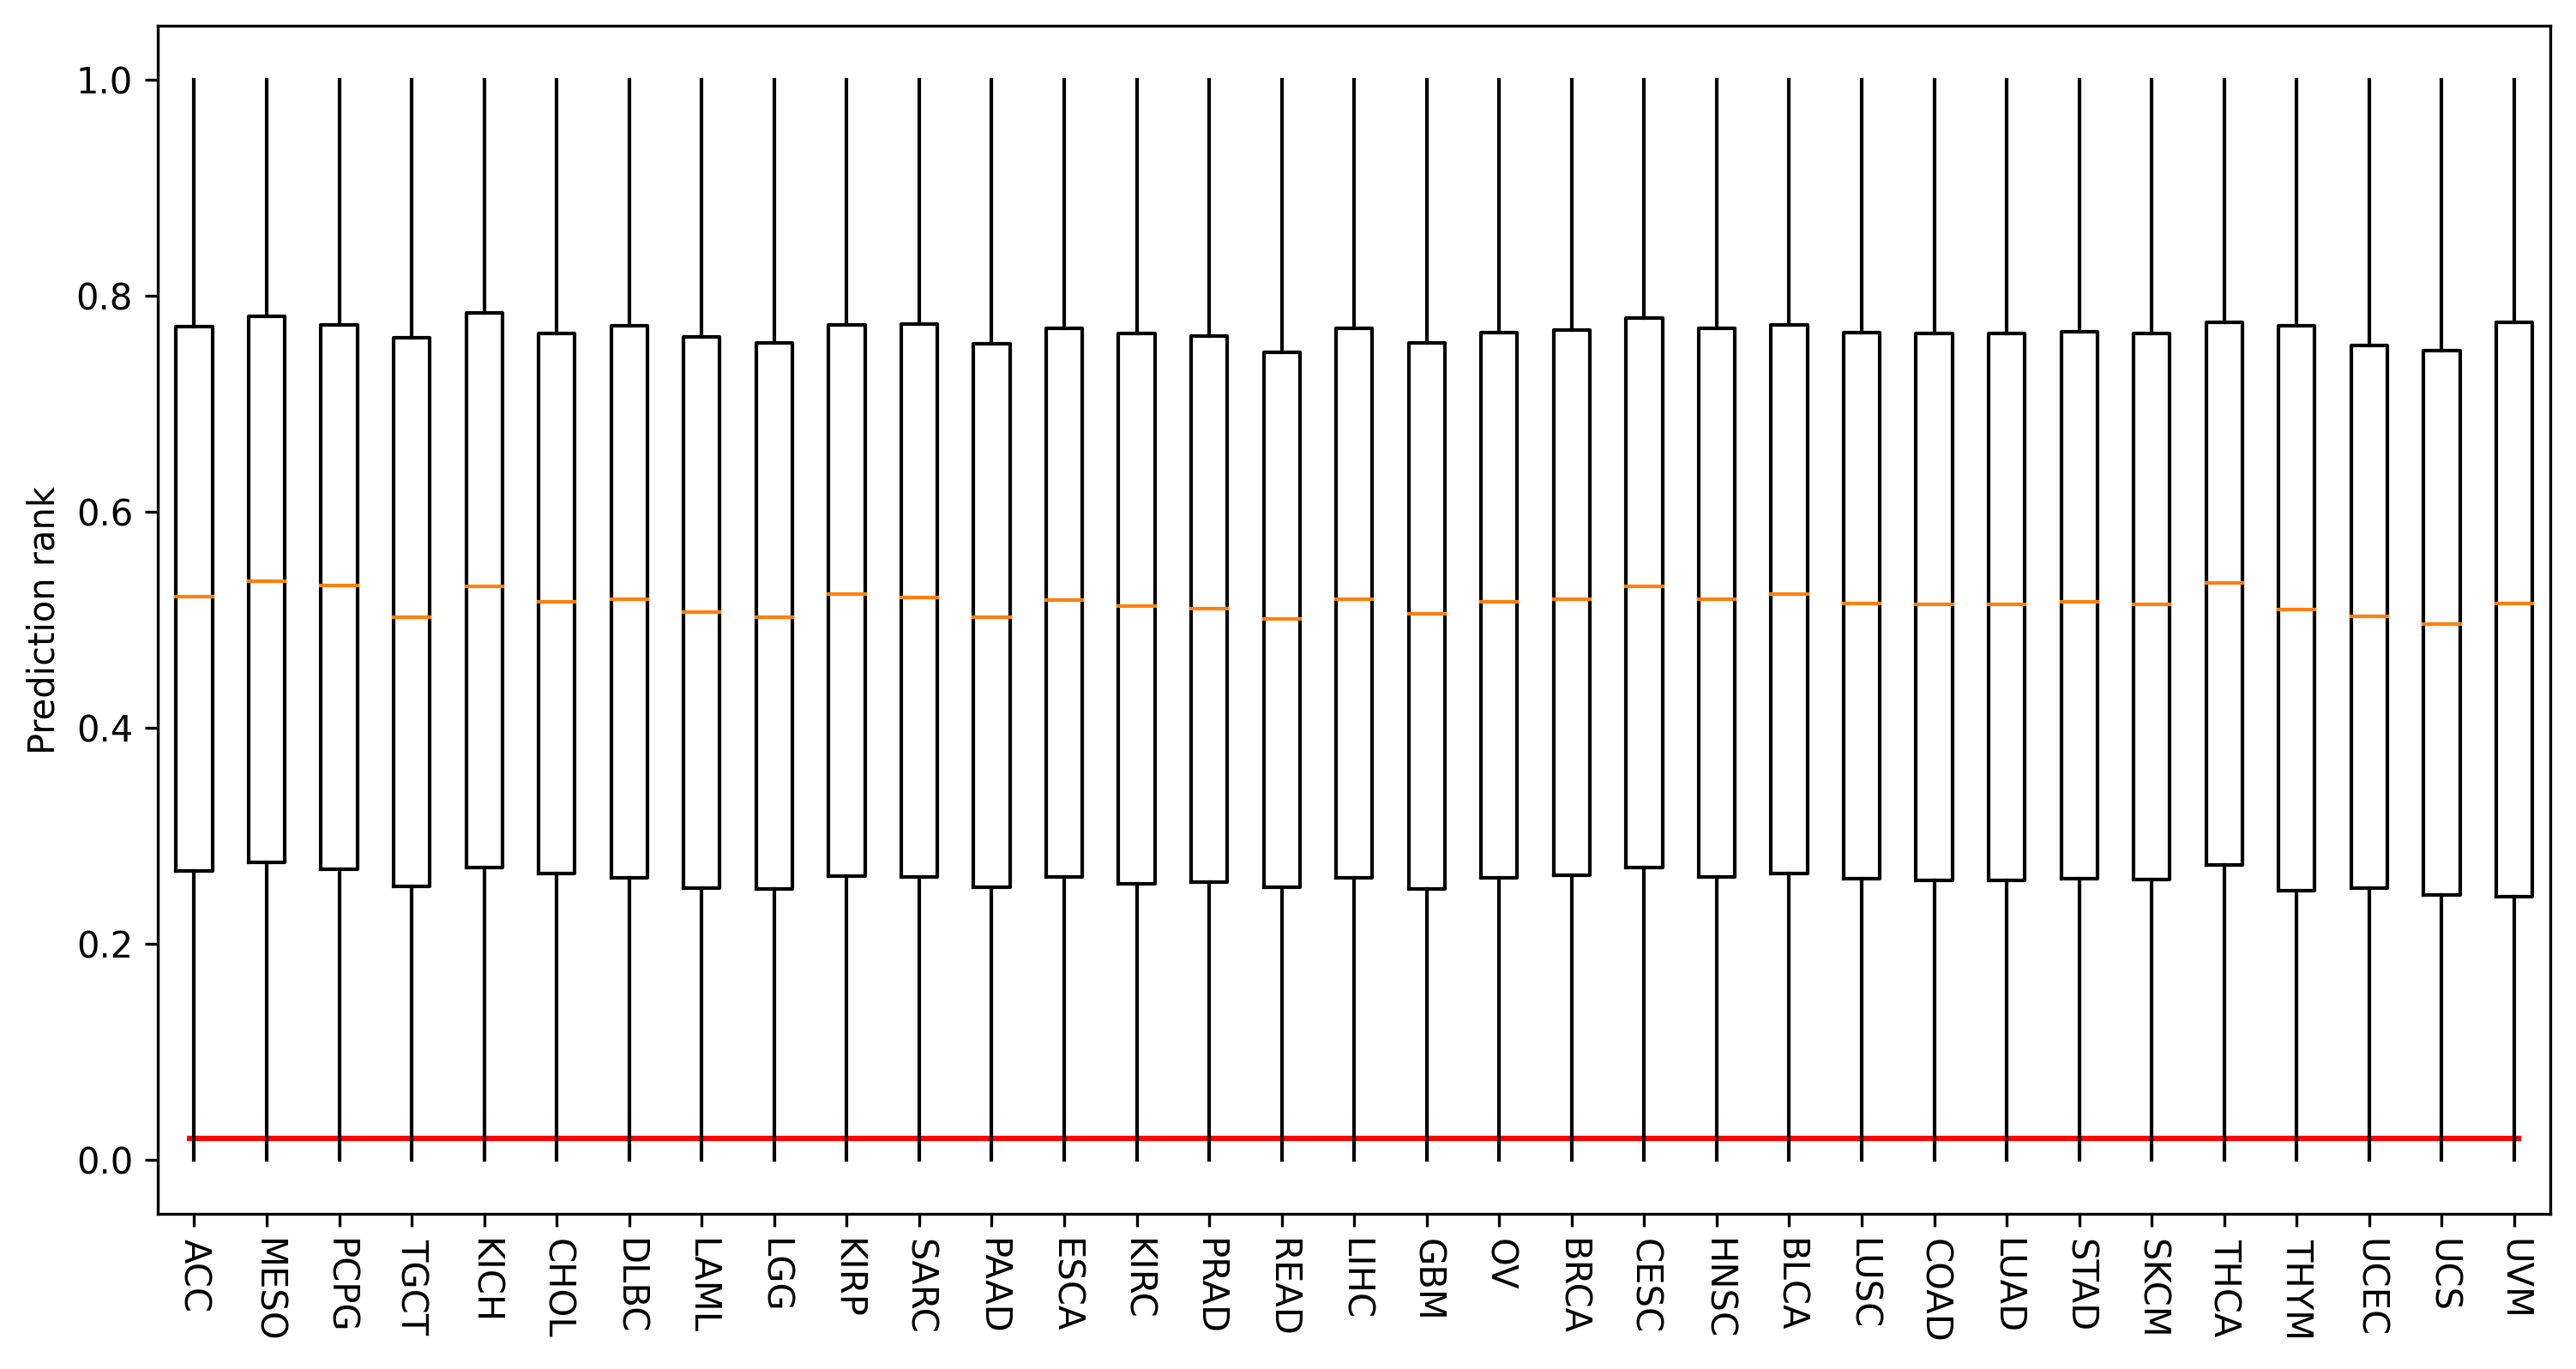 Prediction rank
1.0
0.8
0.6
0.4
0.2
0.0
ACC
MESO
PCPG
TGCT
KICH
CHOL
DLBC
LAML
LGG
KIRP
SARC
PAAD
ESCA
KIRC
PRAD
READ
LIHC
GBM
OV
BRCA
CESC
HNSC
BLCA
LUSC
COAD
LUAD
STAD
SKCM
THCA
THYM
UCEC
UCS
UVM